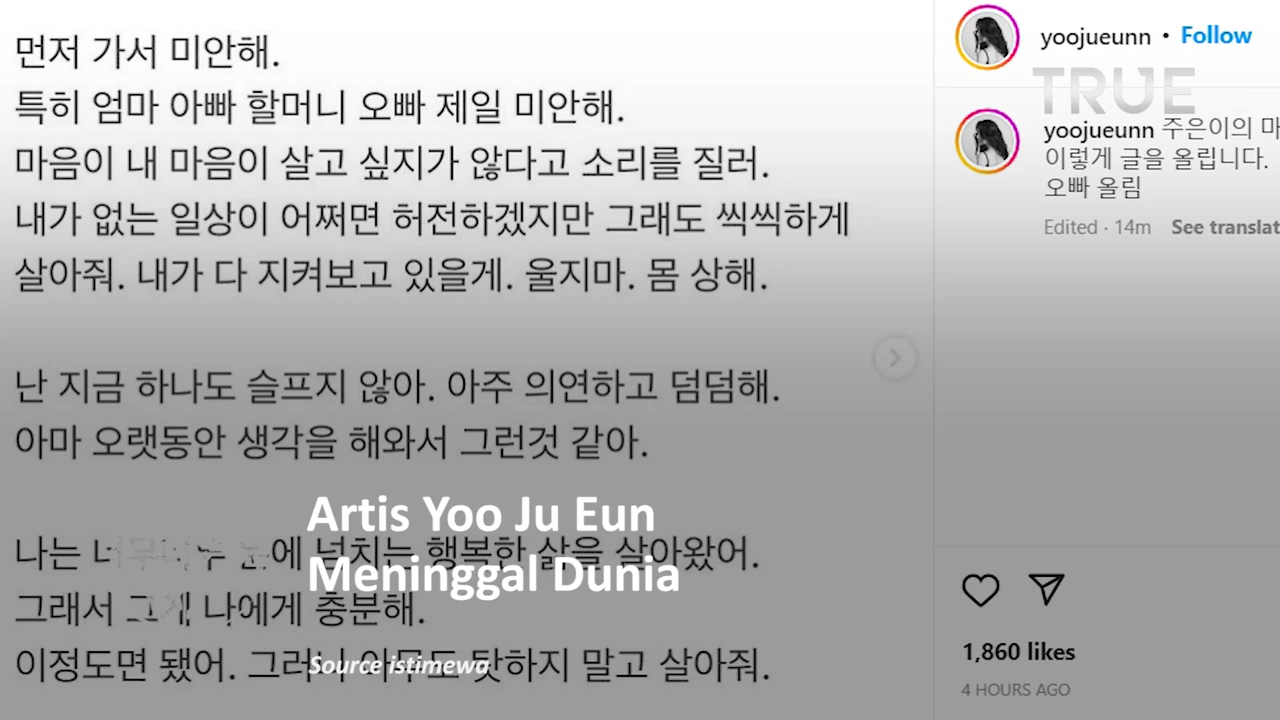 먼저 가서 미안해.
특히 엄마 아빠 할머니 오빠 제일 미안해.
마음이 내 마음이 살고 싶지가 않다고 소리를 질러.
내가 없는 일상이 어쩌면 허전하겠지만 그래도 씩씩하게
살아줘. 내가 다 지켜보고 있을게. 울지마. 몸 상해.
난 지금 하나도 슬프지 않아. 아주 의연하고 덤덤해.
아마 오랫동안 생각을 해와서 그런것 같아.
나는 넘치는 행복한 삶을 살아왔어.
그래서 나에게 충분해.
이정도면 됐어. 탓하지 말고 살아줘.
Artis Yoo Ju Eun
Meninggal Dunia
Source istimewa
yoojueunn • Follow
TRUE
yoojueunn 주은이의
이렇게 글을 올립니다.
오빠 올림
Edited · 14m See translat
1,860 likes
4 HOURS AGO